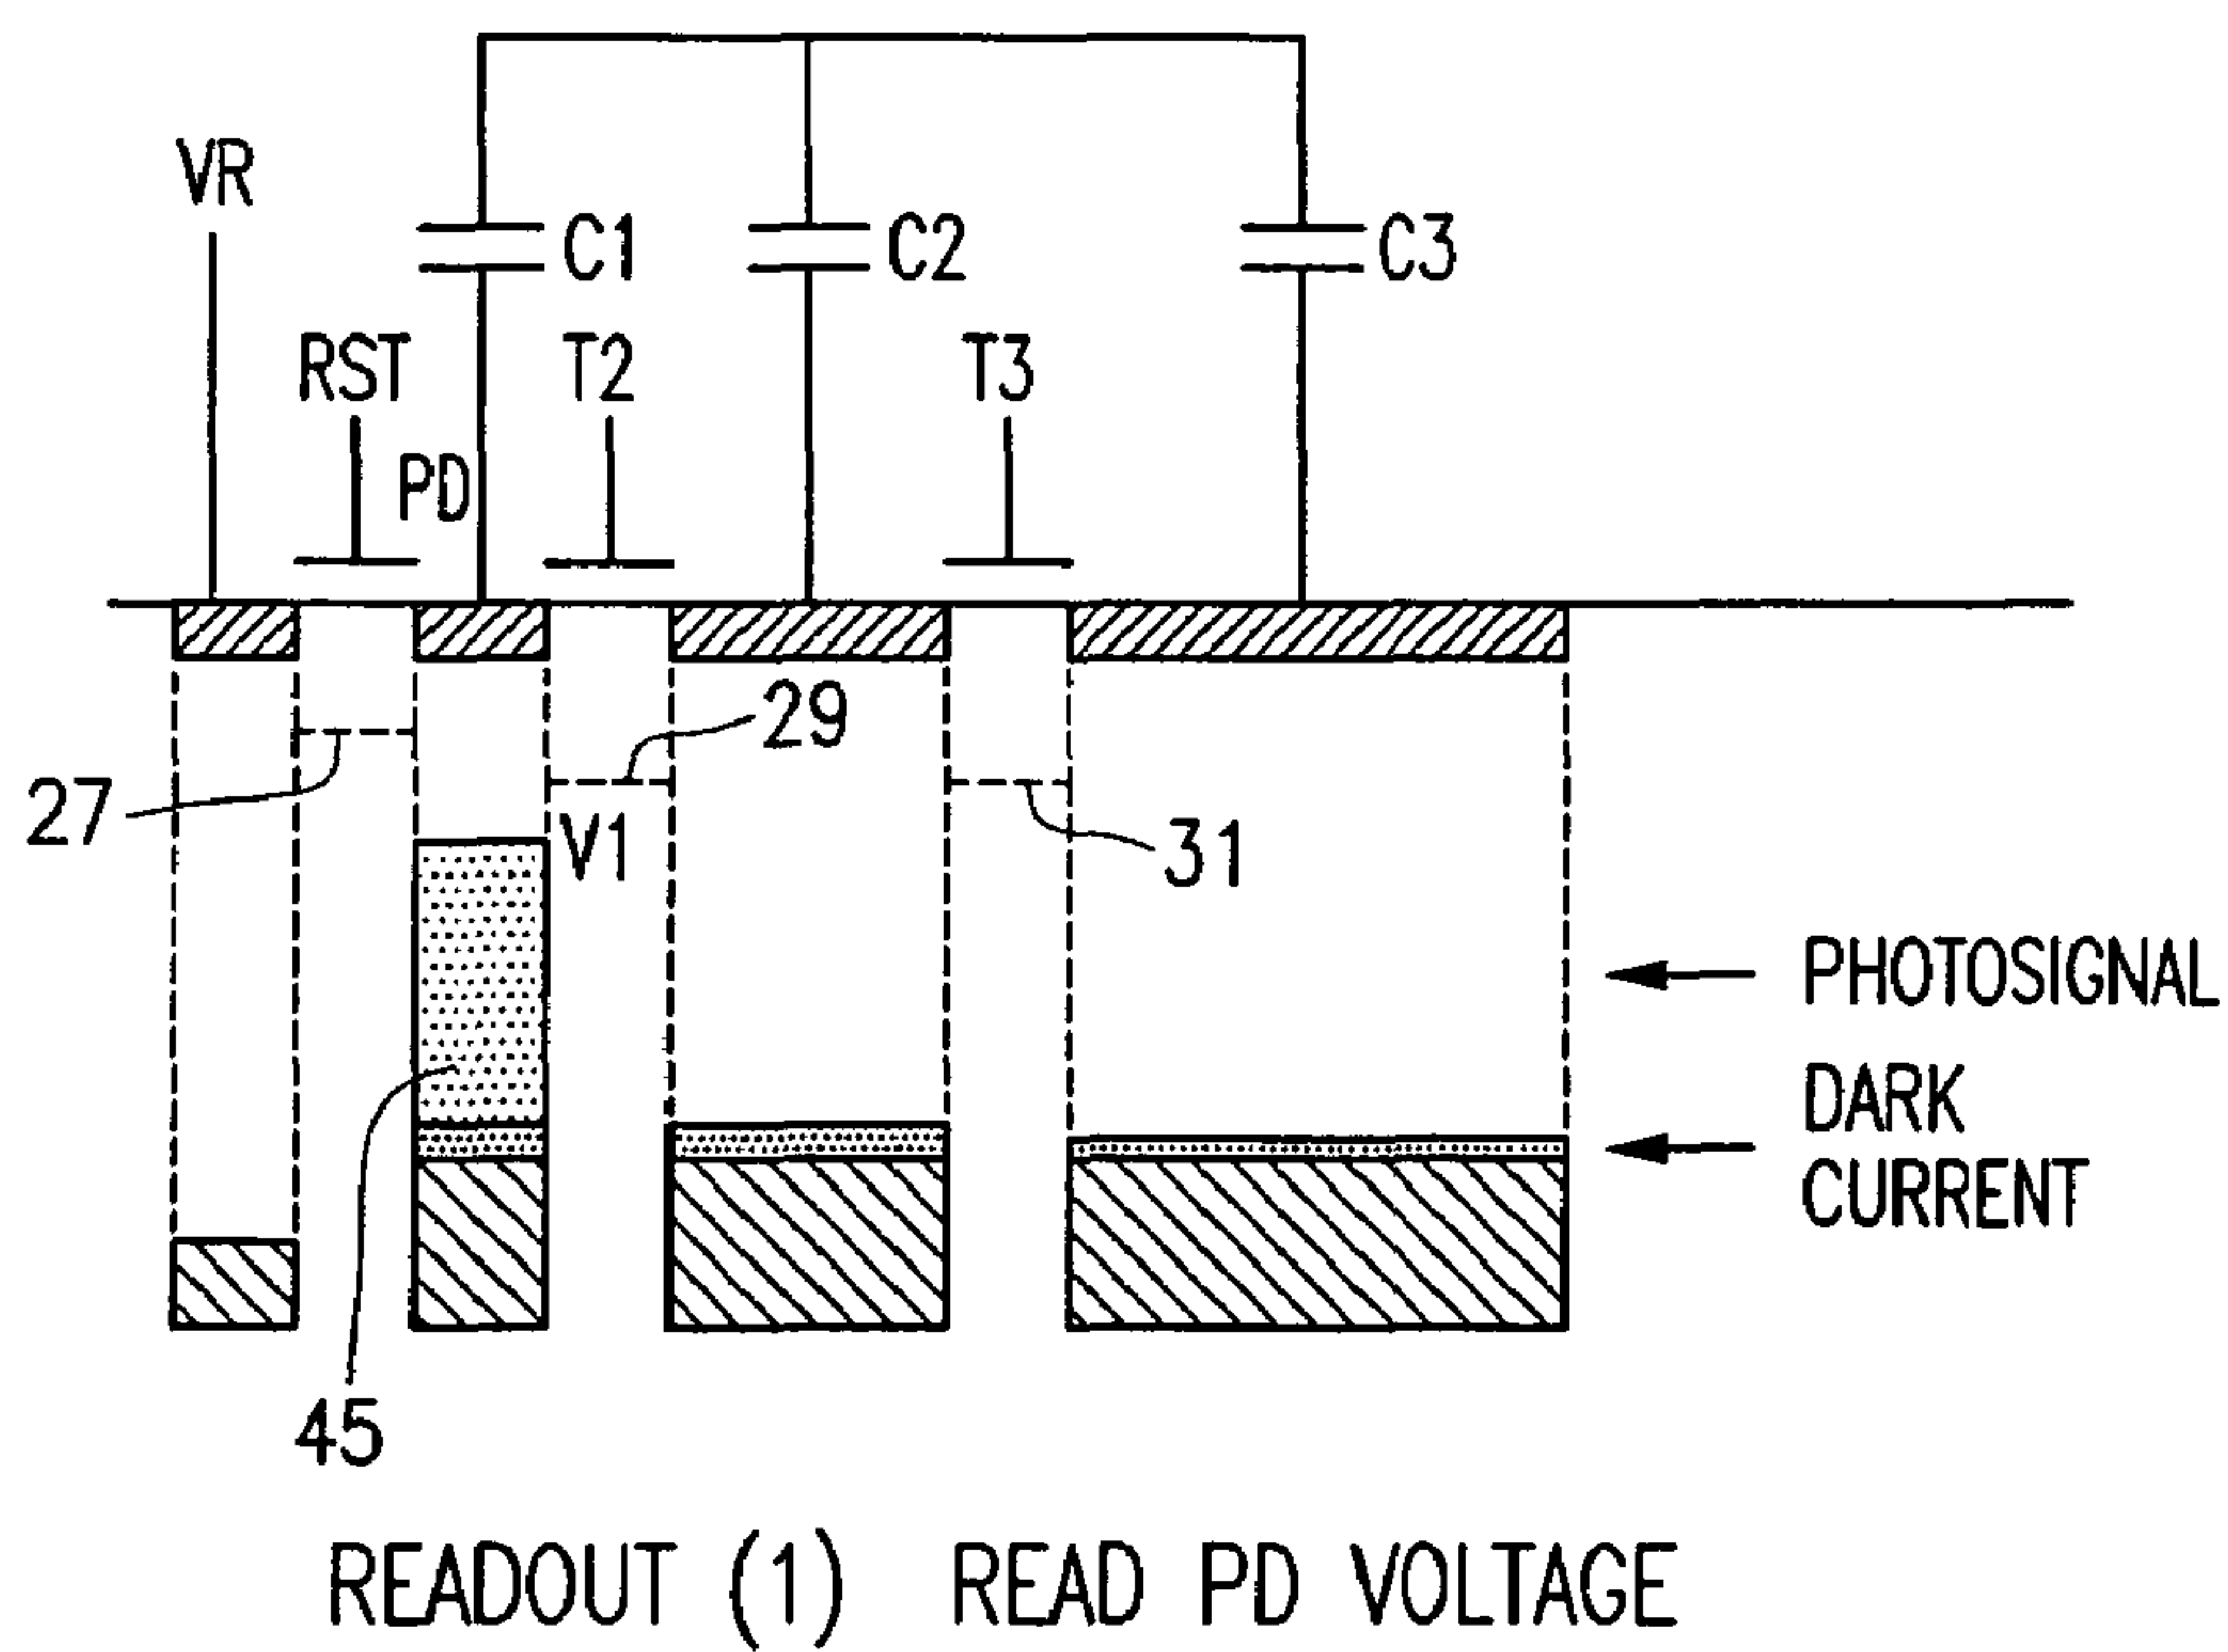 VR
C1
C2
C3
RST
T2
T3
PD
29
27
V1
31
PHOTOSIGNAL
DARK
CURRENT
45
READOUT (1) READ PD VOLTAGE